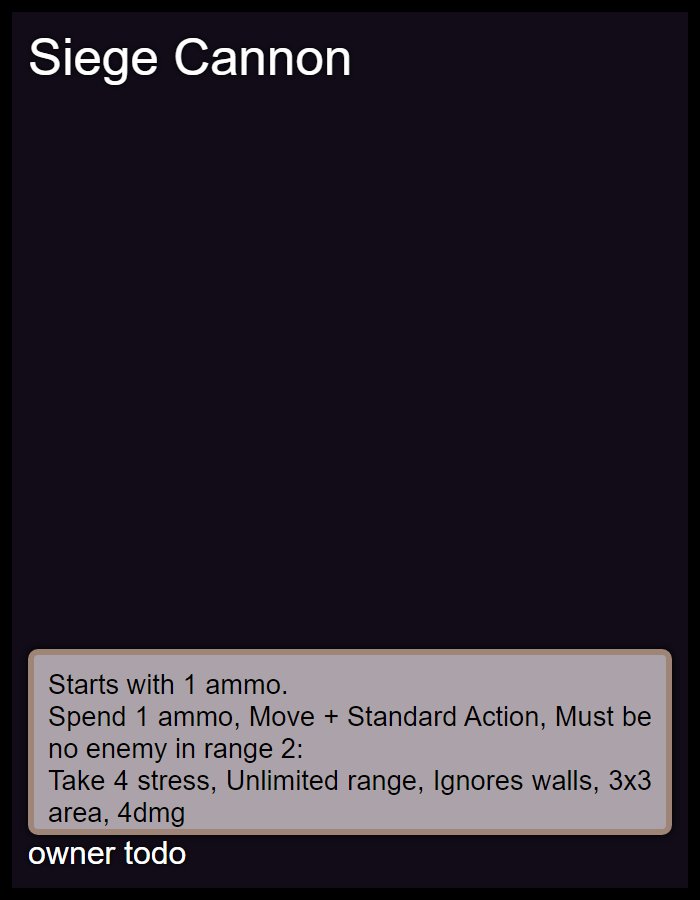 Siege Cannon
Starts with 1 ammo.
Spend 1 ammo, Move + Standard Action, Must be
no enemy in range 2:
Take 4 stress, Unlimited range, Ignores walls, 3x3
area, 4dmg
owner todo